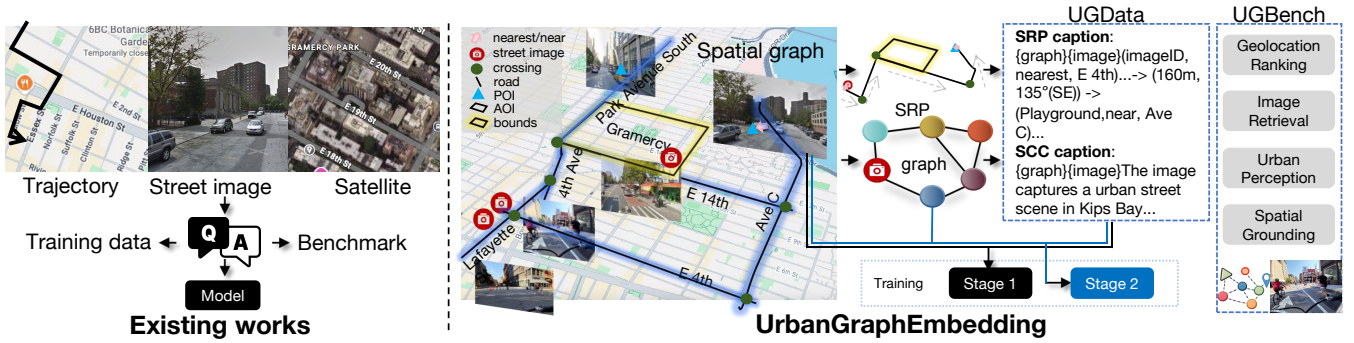 6BC Botanical
Garde
Temporarily close
Essex St
E Houston St
Suffolk St
Clinton St
Ridge St
E 2nd St
GRAMERCY PARK
E 20th St
E 19th St
E 18th St
Trajectory
Street image
Satellite
Training data
Q
A
Benchmark
Model
Existing works
nearest/near
street image
crossing
road
POI
AOI
bounds
Spatial graph
Park Avenue South
Gramercy
4th Ave
E 14th
Ave C
Lafayette
E 4th
SRP
graph
UGData
SRP caption:
{graph}{image}(imageID,
nearest, E 4th)...-> (160m,
135°(SE)) ->
(Playground,near, Ave
C)...
SCC caption:
{graph}{image}The image
captures a urban street
scene in Kips Bay...
Training
Stage 1
Stage 2
UrbanGraphEmbedding
UGBench
Geolocation
Ranking
Image
Retrieval
Urban
Perception
Spatial
Grounding